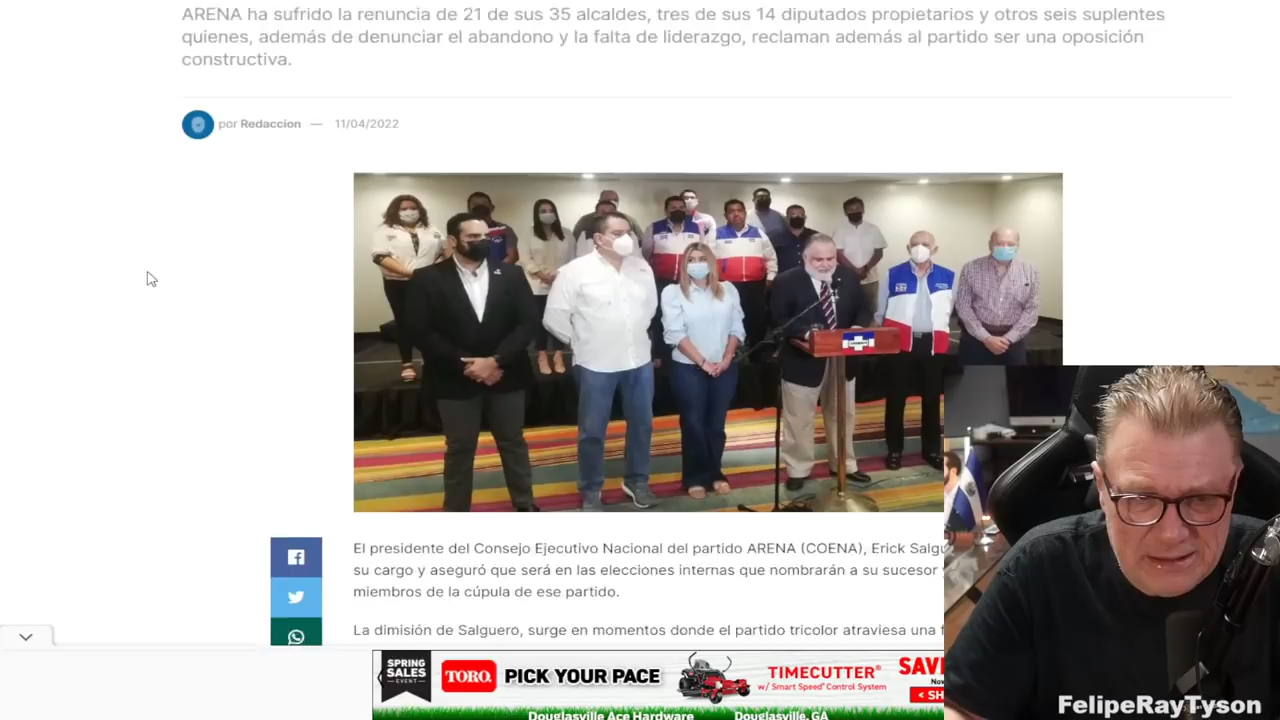 ARENA ha sufrido la renuncia de 21 de sus 35 alcaldes, tres de sus 14 diputados propietarios y otros seis suplentes
quienes, además de denunciar el abandono y la falta de liderazgo, reclaman además al partido ser una oposición
constructiva.
por Redaccion — 11/04/2022
El presidente del Consejo Ejecutivo Nacional del partido ARENA (COENA), Erick Salgu
su cargo y aseguró que será en las elecciones internas que nombrarán a su sucesor
miembros de la cúpula de ese partido.
La dimisión de Salguero, surge en momentos donde el partido tricolor atraviesa una f
SPRING
SALES
EVENT
TORO
PICK YOUR PACE
TIMECUTTER®
w/ Smart Speed® Control System
SAV
Now
< SH
Douglasville Ace Hardware Douglasville, GA
FelipeRayTyson